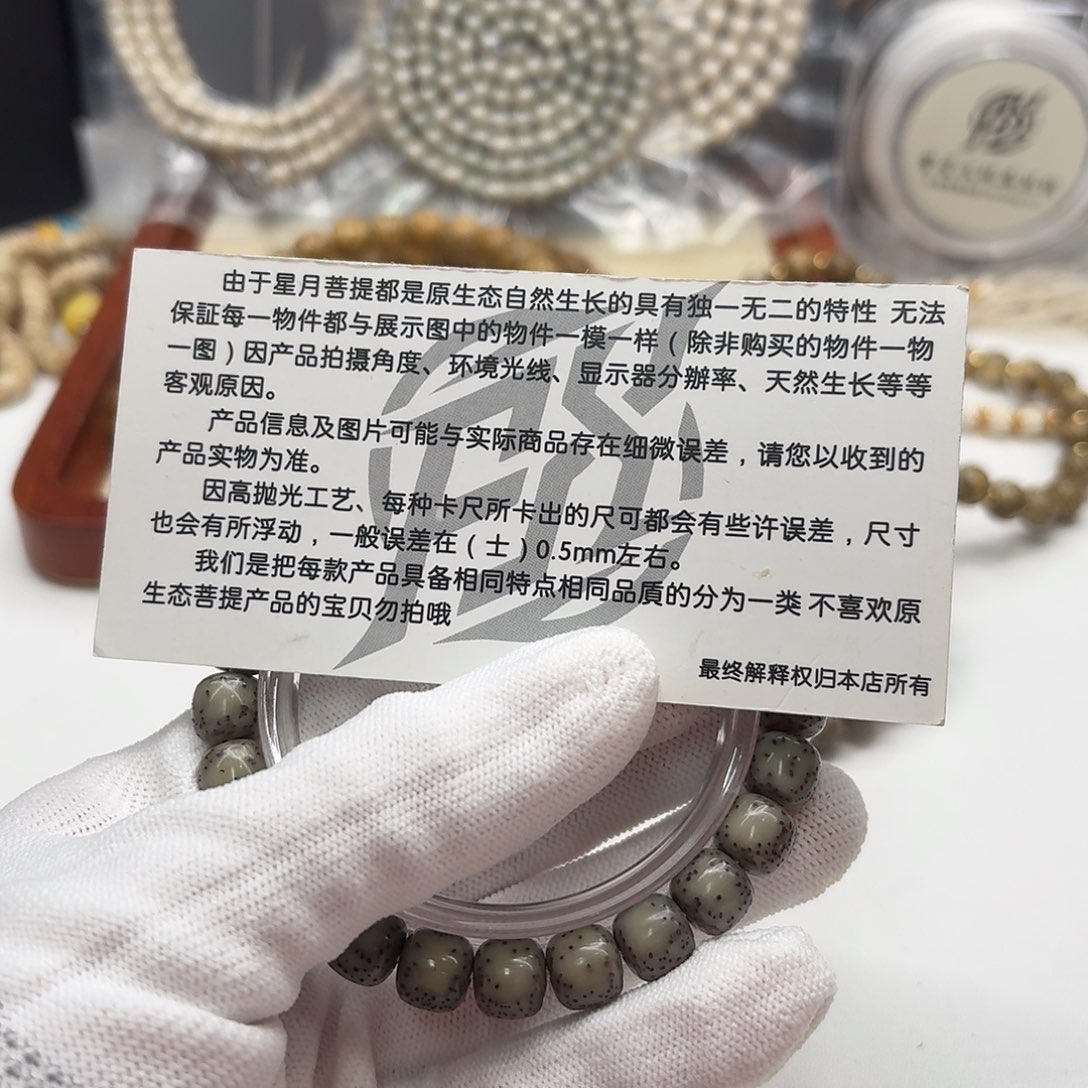 由于星月菩提都是原生态自然生长的具有独一无二的特性 无法
保証每一物件都与展示图中的物件一模一样（除非购买的物件一物
一图）因产品拍摄角度、环境光线、显示器分辦率、天然生长等等
客观原因。
产品信息及图片可能与实际商品存在细微误差，请您以收到的
产品实物为准。
因高抛光工艺、每种卡尺所卡出的尺可都会有些许误差，尺寸
也会有所浮动，一般误差在（士）0.5mm左右。
我们是把每款产品具备相同特点相同品質的分为一类 不喜欢原
生态菩提产品的宝贝勿拍哦
最终解释权归本店所有